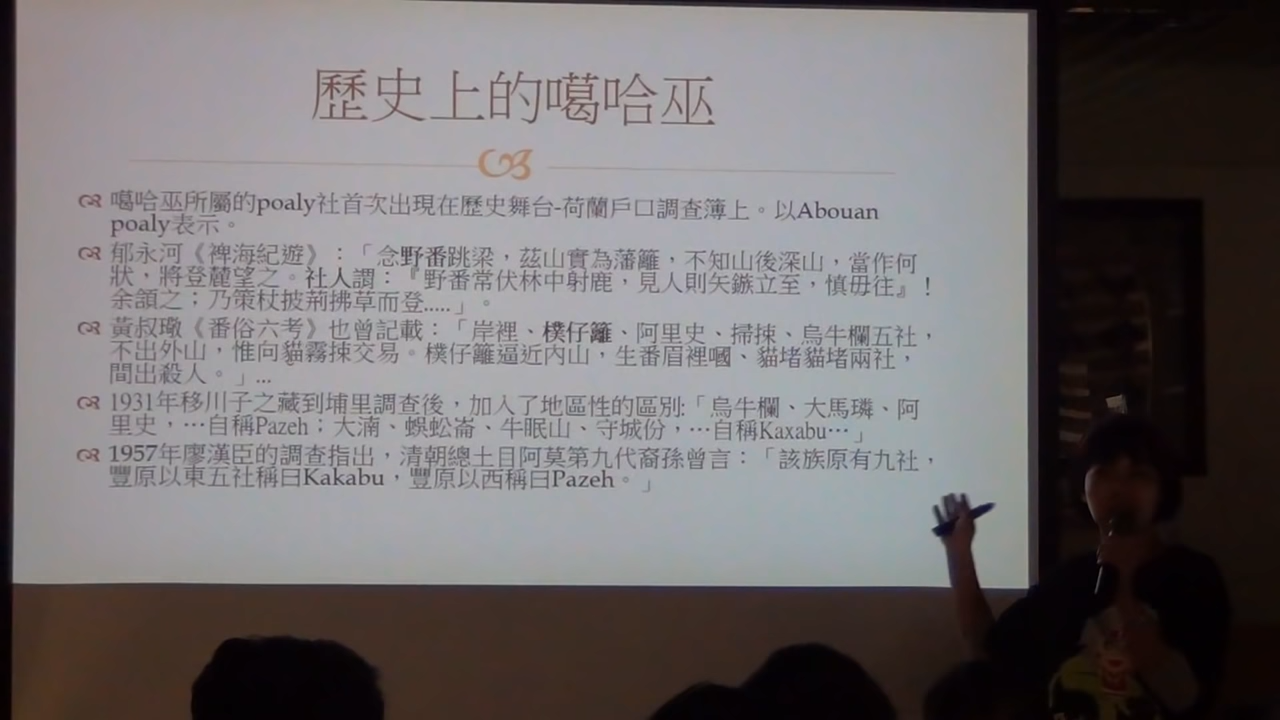 歷史上的噶哈巫
噶哈巫所屬的poaly社首次出現在歷史舞台-荷蘭戶口調查簿上。以Abouan
poaly表示。
郁永河《裨海紀遊》：「念野番跳梁，茲山實為藩籬，不知山後深山，當作何
狀，將登麓望之。社人謂：『野番常伏林中射鹿，見人則矢鏃立至，慎毋往』！
余頷之；乃策杖披荊拂草而登.....」。
黃叔璥《番俗六考》也曾記載：「岸裡、樸仔籬、阿里史、掃捒、烏牛欄五社，
不出外山，惟向貓霧捒交易。樸仔籬逼近內山，生番眉裡嘓、貓堵貓堵兩社，
間出殺人。」...
1931年移川子之藏到埔里調查後，加入了地區性的區別:「烏牛欄、大馬璘、阿
里史，…自稱Pazeh；大湳、蜈蚣崙、牛眠山、守城份，…自稱Kaxabu…」
1957年廖漢臣的調查指出，清朝總土目阿莫第九代裔孫曾言：「該族原有九社，
豐原以東五社稱曰Kakabu，豐原以西稱曰Pazeh。」